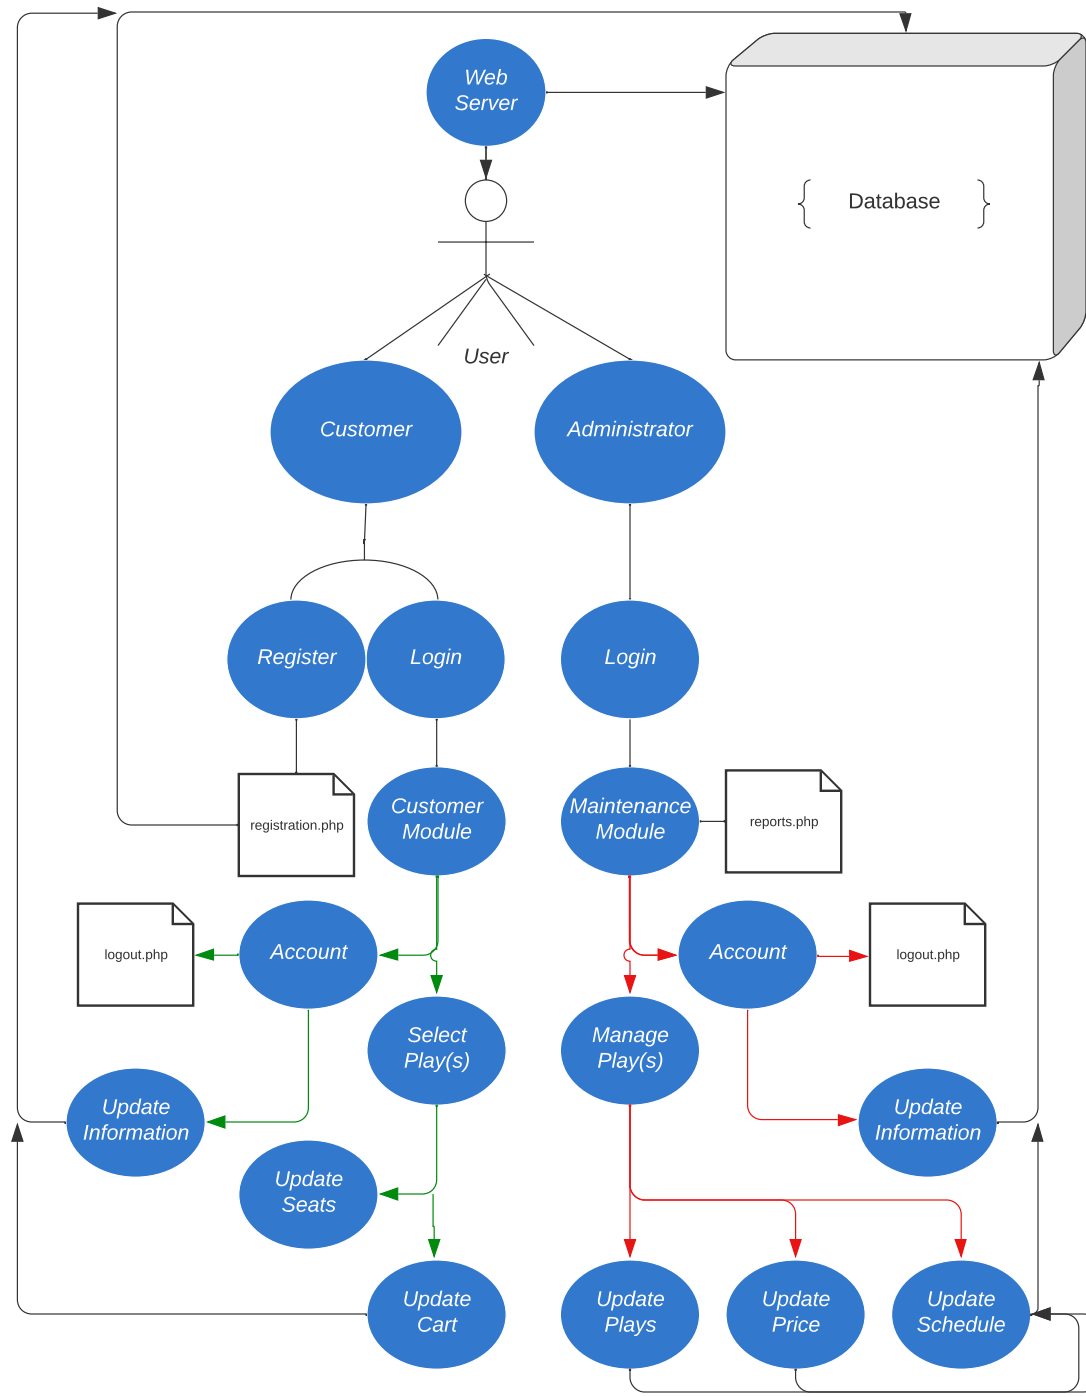 Web
Server
{ Database }
User
Customer
Administrator
Register
Login
Login
registration.php
Customer
Module
Maintenance
Module
reports.php
logout.php
Account
Account
logout.php
Select
Play(s)
Manage
Play(s)
Update
Information
Update
Information
Update
Seats
Update
Cart
Update
Plays
Update
Price
Update
Schedule